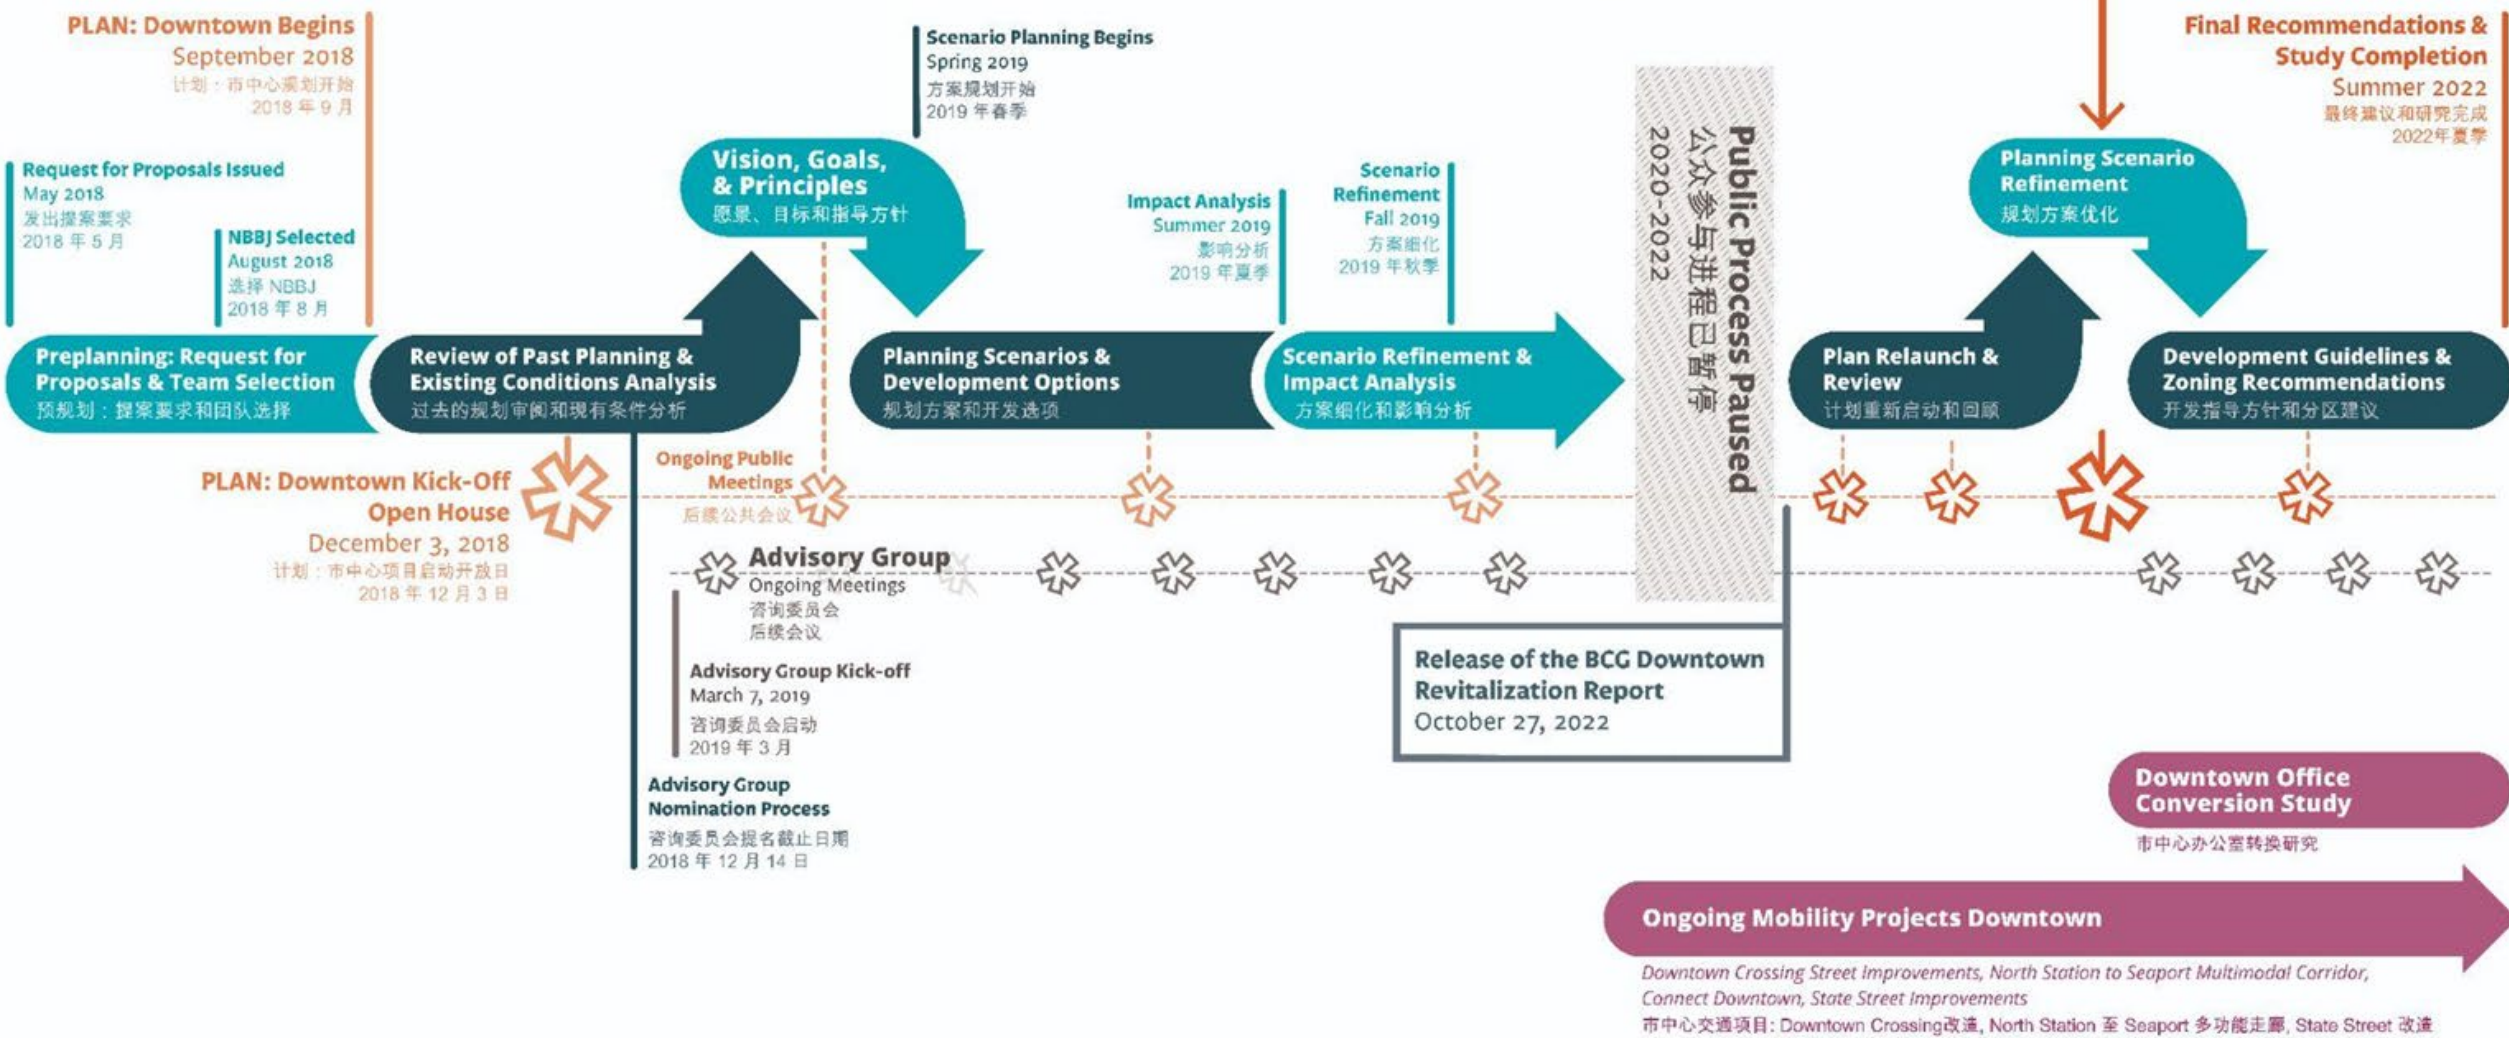 PLAN: Downtown Begins
September 2018
计划：市中心规划开始
2018 年 9 月
Request for Proposals Issued
May 2018
发出提案要求
2018 年 5 月
NBBJ Selected
August 2018
选择 NBBJ
2018 年 8 月
Preplanning: Request for
Proposals & Team Selection
预规划：提案要求和团队选择
Review of Past Planning &
Existing Conditions Analysis
过去的规划审阅和现有条件分析
Vision, Goals,
& Principles
愿景、目标和指导方针
Scenario Planning Begins
Spring 2019
方案规划开始
2019 年春季
Planning Scenarios &
Development Options
规划方案和开发选项
Impact Analysis
Summer 2019
影响分析
2019 年夏季
Scenario
Refinement
Fall 2019
方案细化
2019 年秋季
Scenario Refinement &
Impact Analysis
方案细化和影响分析
Public Process Paused
公众参与进程已暂停
2020-2022
Plan Relaunch &
Review
计划重新启动和回顾
Planning Scenario
Refinement
规划方案优化
Final Recommendations &
Study Completion
Summer 2022
最终建议和研究完成
2022年夏季
Development Guidelines &
Zoning Recommendations
开发指导方针和分区建议
PLAN: Downtown Kick-Off
Open House
December 3, 2018
计划：市中心项目启动开放日
2018 年 12 月 3 日
Ongoing Public
Meetings
后续公共会议
Advisory Group
Ongoing Meetings
咨询委员会
后续会议
Advisory Group Kick-off
March 7, 2019
咨询委员会启动
2019 年 3 月
Advisory Group
Nomination Process
咨询委员会提名截止日期
2018 年 12 月 14 日
Release of the BCG Downtown
Revitalization Report
October 27, 2022
Downtown Office
Conversion Study
市中心办公室转换研究
Ongoing Mobility Projects Downtown
Downtown Crossing Street Improvements, North Station to Seaport Multimodal Corridor,
Connect Downtown, State Street Improvements
市中心交通项目: Downtown Crossing改造, North Station 至 Seaport 多功能走廊, State Street 改造